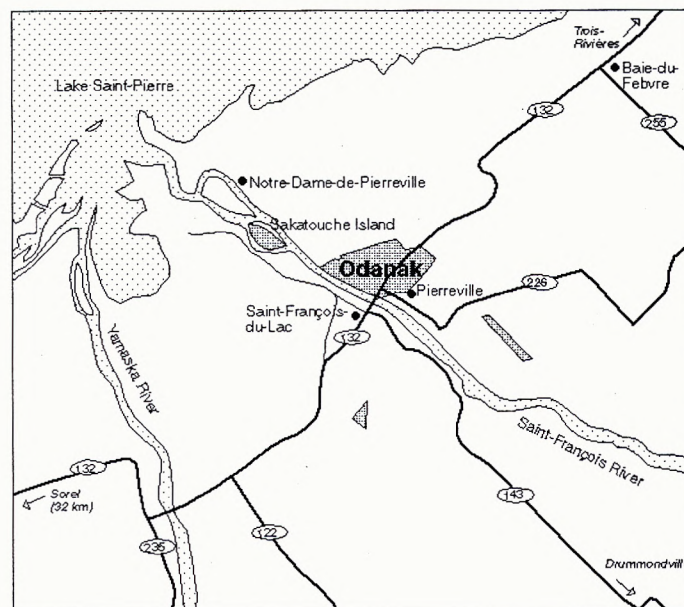 Trois-
Rivières
Baie-du-
Febvre
Lake Saint-Pierre
132
255
Notre-Dame-de-Pierreville
Sakatouche Island
Odapak
Pierreville
226
Saint-François-
du-Lac
132
Yamaska River
Saint-François River
132
Sorel
(32 km)
143
235
122
Drummondvill